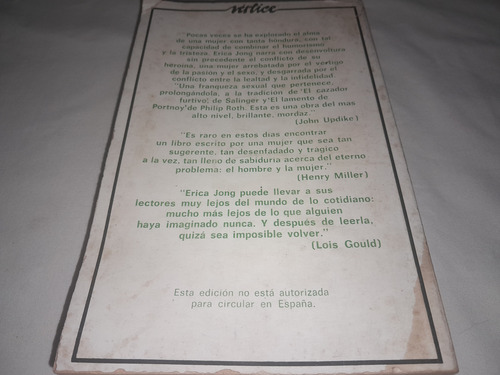 vértice
"Pocas veces se ha explorado el alma
de una mujer con tanta hondura, con tal
capacidad de combinar el humorismo
y la tristeza. Erica Jong narra con desenvoltura
sin precedente el conflicto de su
heroína, una mujer arrebatada por el vértigo
de la pasión y el sexo, y desgarrada por el
conflicto entre la lealtad y la infidelidad.
"Una franqueza sexual que pertenece,
prolongándola, a la tradición de 'El cazador
furtivo', de Salinger y 'El lamento de
Portnoy' de Philip Roth. Esta es una obra del mas
alto nivel, brillante, mordaz."
(John Updike)
"Es raro en estos días encontrar
un libro escrito por una mujer que sea tan
sugerente, tan desenfadado y trágico
a la vez, tan lleno de sabiduría acerca del eterno
problema: el hombre y la mujer."
(Henry Miller)
"Erica Jong puede llevar a sus
lectores muy lejos del mundo de lo cotidiano:
mucho más lejos de lo que alguien
haya imaginado nunca. Y después de leerla,
quizá sea imposible volver."
(Lois Gould)
Esta edición no está autorizada
para circular en España.